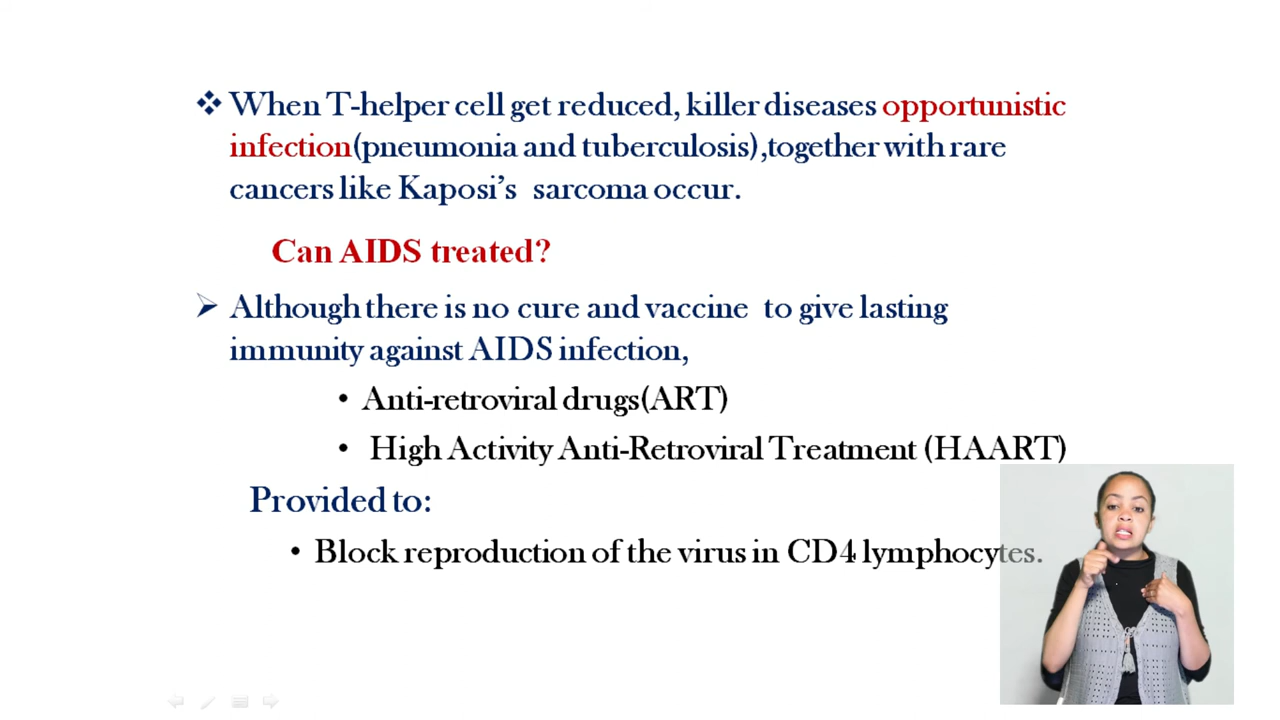 When T-helper cell get reduced, killer diseases opportunistic
infection(pneumonia and tuberculosis),together with rare
cancers like Kaposi's sarcoma occur.
Can AIDS treated?
Although there is no cure and vaccine to give lasting
immunity against AIDS infection,
• Anti-retroviral drugs(ART)
• High Activity Anti-Retroviral Treatment (HAART)
Provided to:
• Block reproduction of the virus in CD4 lymphocytes.